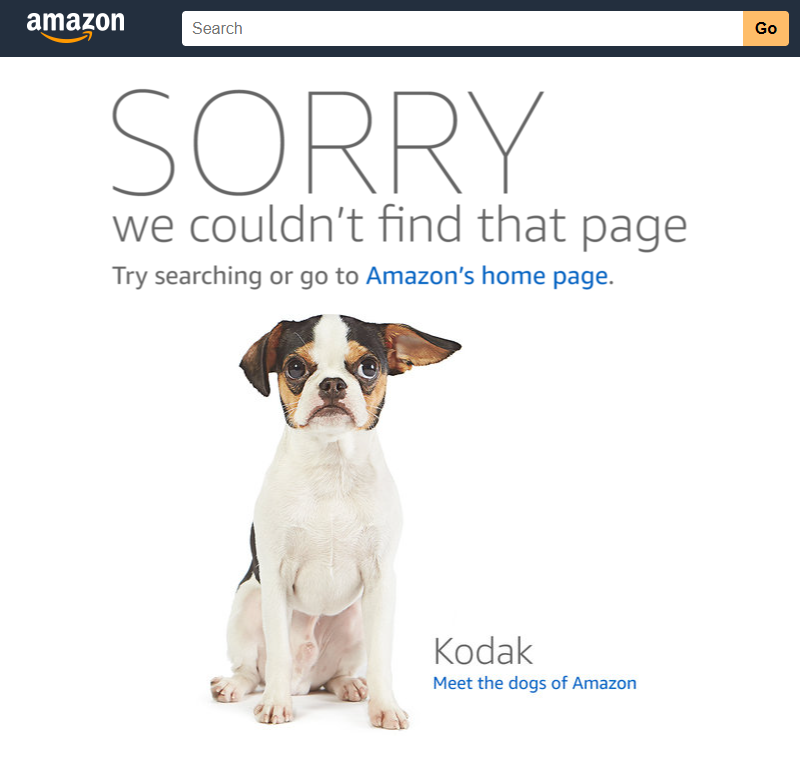 amazon
Search
Go
SORRY
we couldn't find that page
Try searching or go to Amazon's home page.
Kodak
Meet the dogs of Amazon